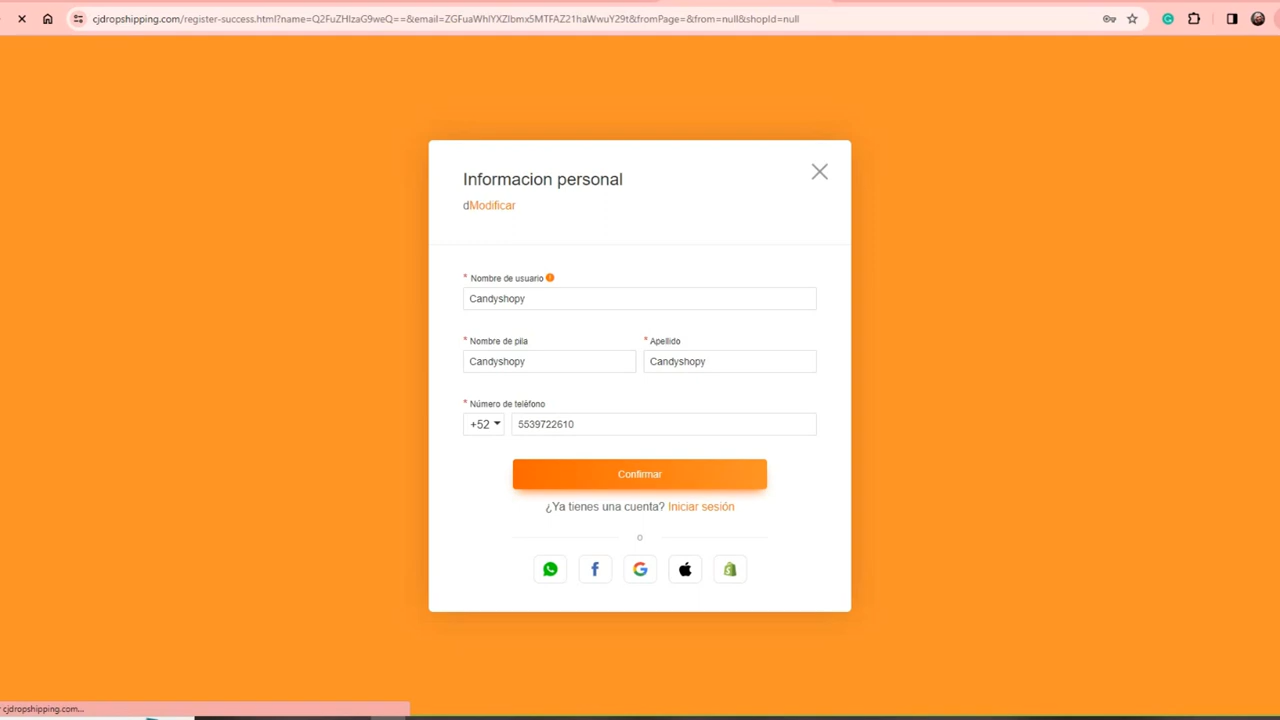 cjdropshipping.com/register-success.html?name=Q2FuZHlzaG9weQ==&email=ZGFuaWhlYXZlbmx5MTFAZ21haWwuY29t&fromPage=&from=null&shopId=null
Informacion personal
dModificar
* Nombre de usuario
Candyshopy
* Nombre de pila * Apellido
Candyshopy Candyshopy
* Número de teléfono
+52 5539722610
Confirmar
¿Ya tienes una cuenta? Iniciar sesión
o
cjdropshipping.com...